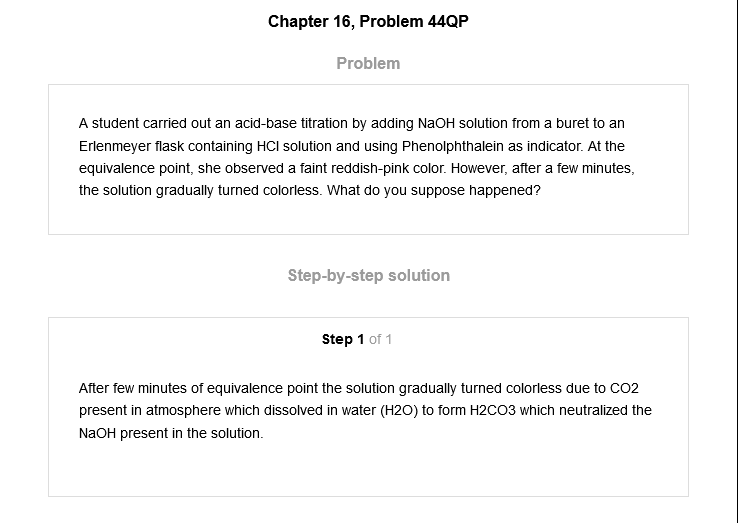 Chapter 16, Problem 44QP
Problem
A student carried out an acid-base titration by adding NaOH solution from a buret to an
Erlenmeyer flask containing HCl solution and using Phenolphthalein as indicator. At the
equivalence point, she observed a faint reddish-pink color. However, after a few minutes,
the solution gradually turned colorless. What do you suppose happened?
Step-by-step solution
Step 1 of 1
After few minutes of equivalence point the solution gradually turned colorless due to CO2
present in atmosphere which dissolved in water (H2O) to form H2CO3 which neutralized the
NaOH present in the solution.